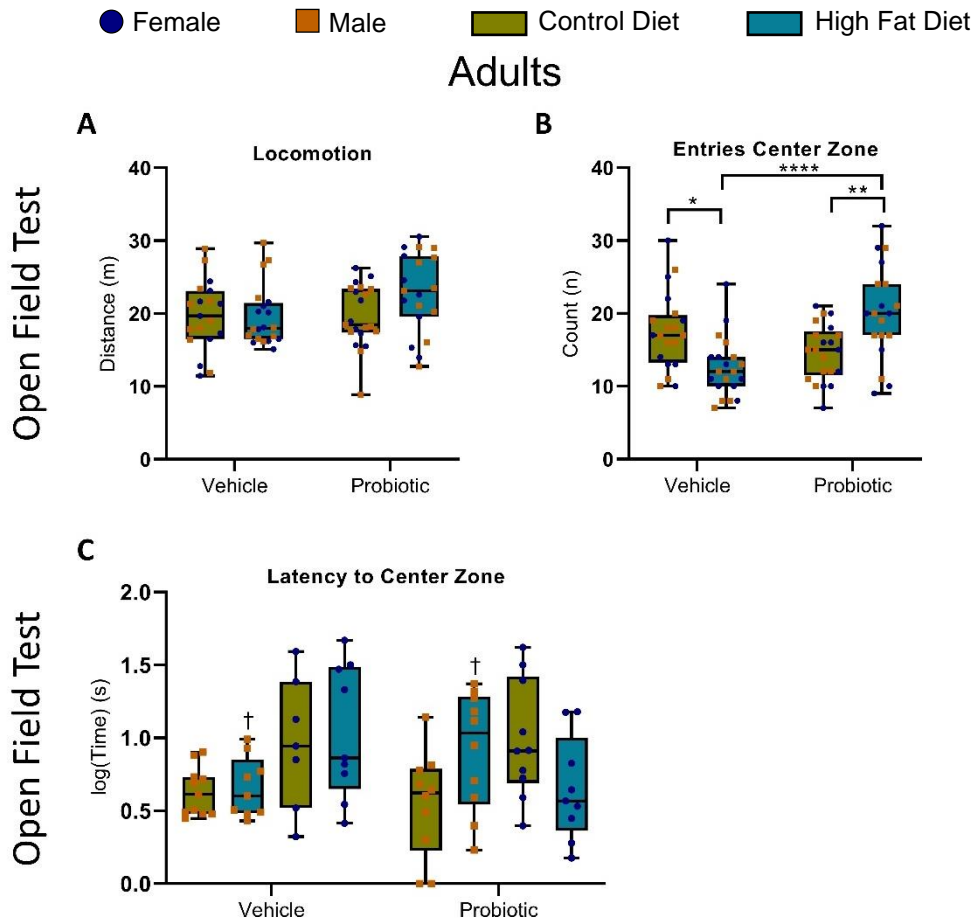 Female Male Control Diet High Fat Diet
Adults
A
Locomotion
Open Field Test
Distance (m)
40
30
20
10
0
Vehicle Probiotic
B
Entries Center Zone
Count (n)
40
30
20
10
0
*
****
**
Vehicle Probiotic
C
Latency to Center Zone
Open Field Test
log(Time) (s)
2.0
1.5
1.0
0.5
0.0
†
†
Vehicle Probiotic